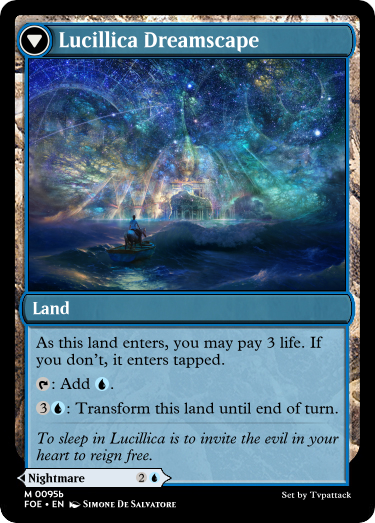 Lucillica Dreamscape
Land
As this land enters, you may pay 3 life. If
you don't, it enters tapped.
: Add .
3 : Transform this land until end of turn.
To sleep in Lucillica is to invite the evil in your
heart to reign free.
Nightmare 2
M 0095b
FOE • EN Simone De Salvatore
Set by Tvpattack